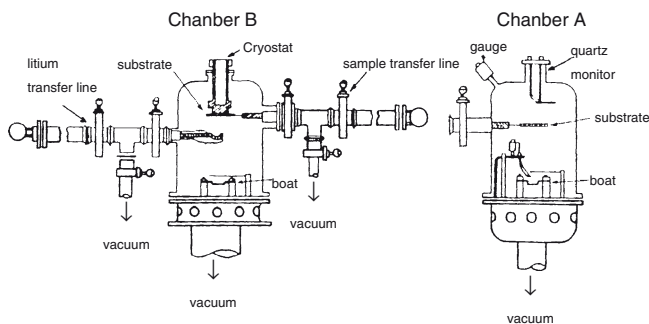 Chanber B
Chanber A
Cryostat
gauge
quartz
monitor
litium
transfer line
substrate
sample transfer line
substrate
boat
boat
vacuum
vacuum
vacuum
vacuum